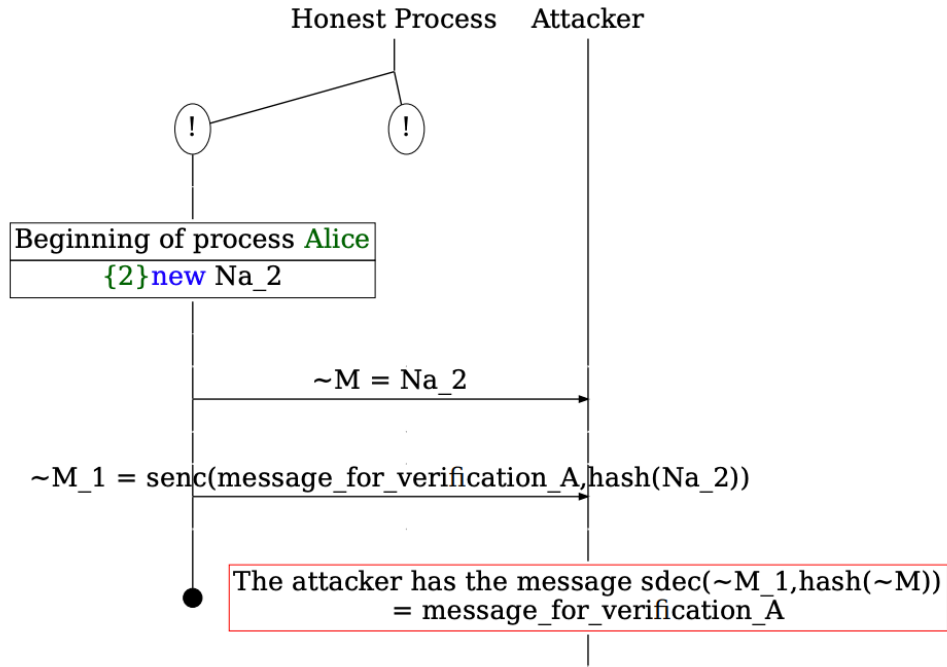 Honest Process Attacker
! !
Beginning of process Alice
{2}new Na_2
~M = Na_2
~M_1 = senc(message_for_verification_A,hash(Na_2))
The attacker has the message sdec(~M_1,hash(~M))
= message_for_verification_A